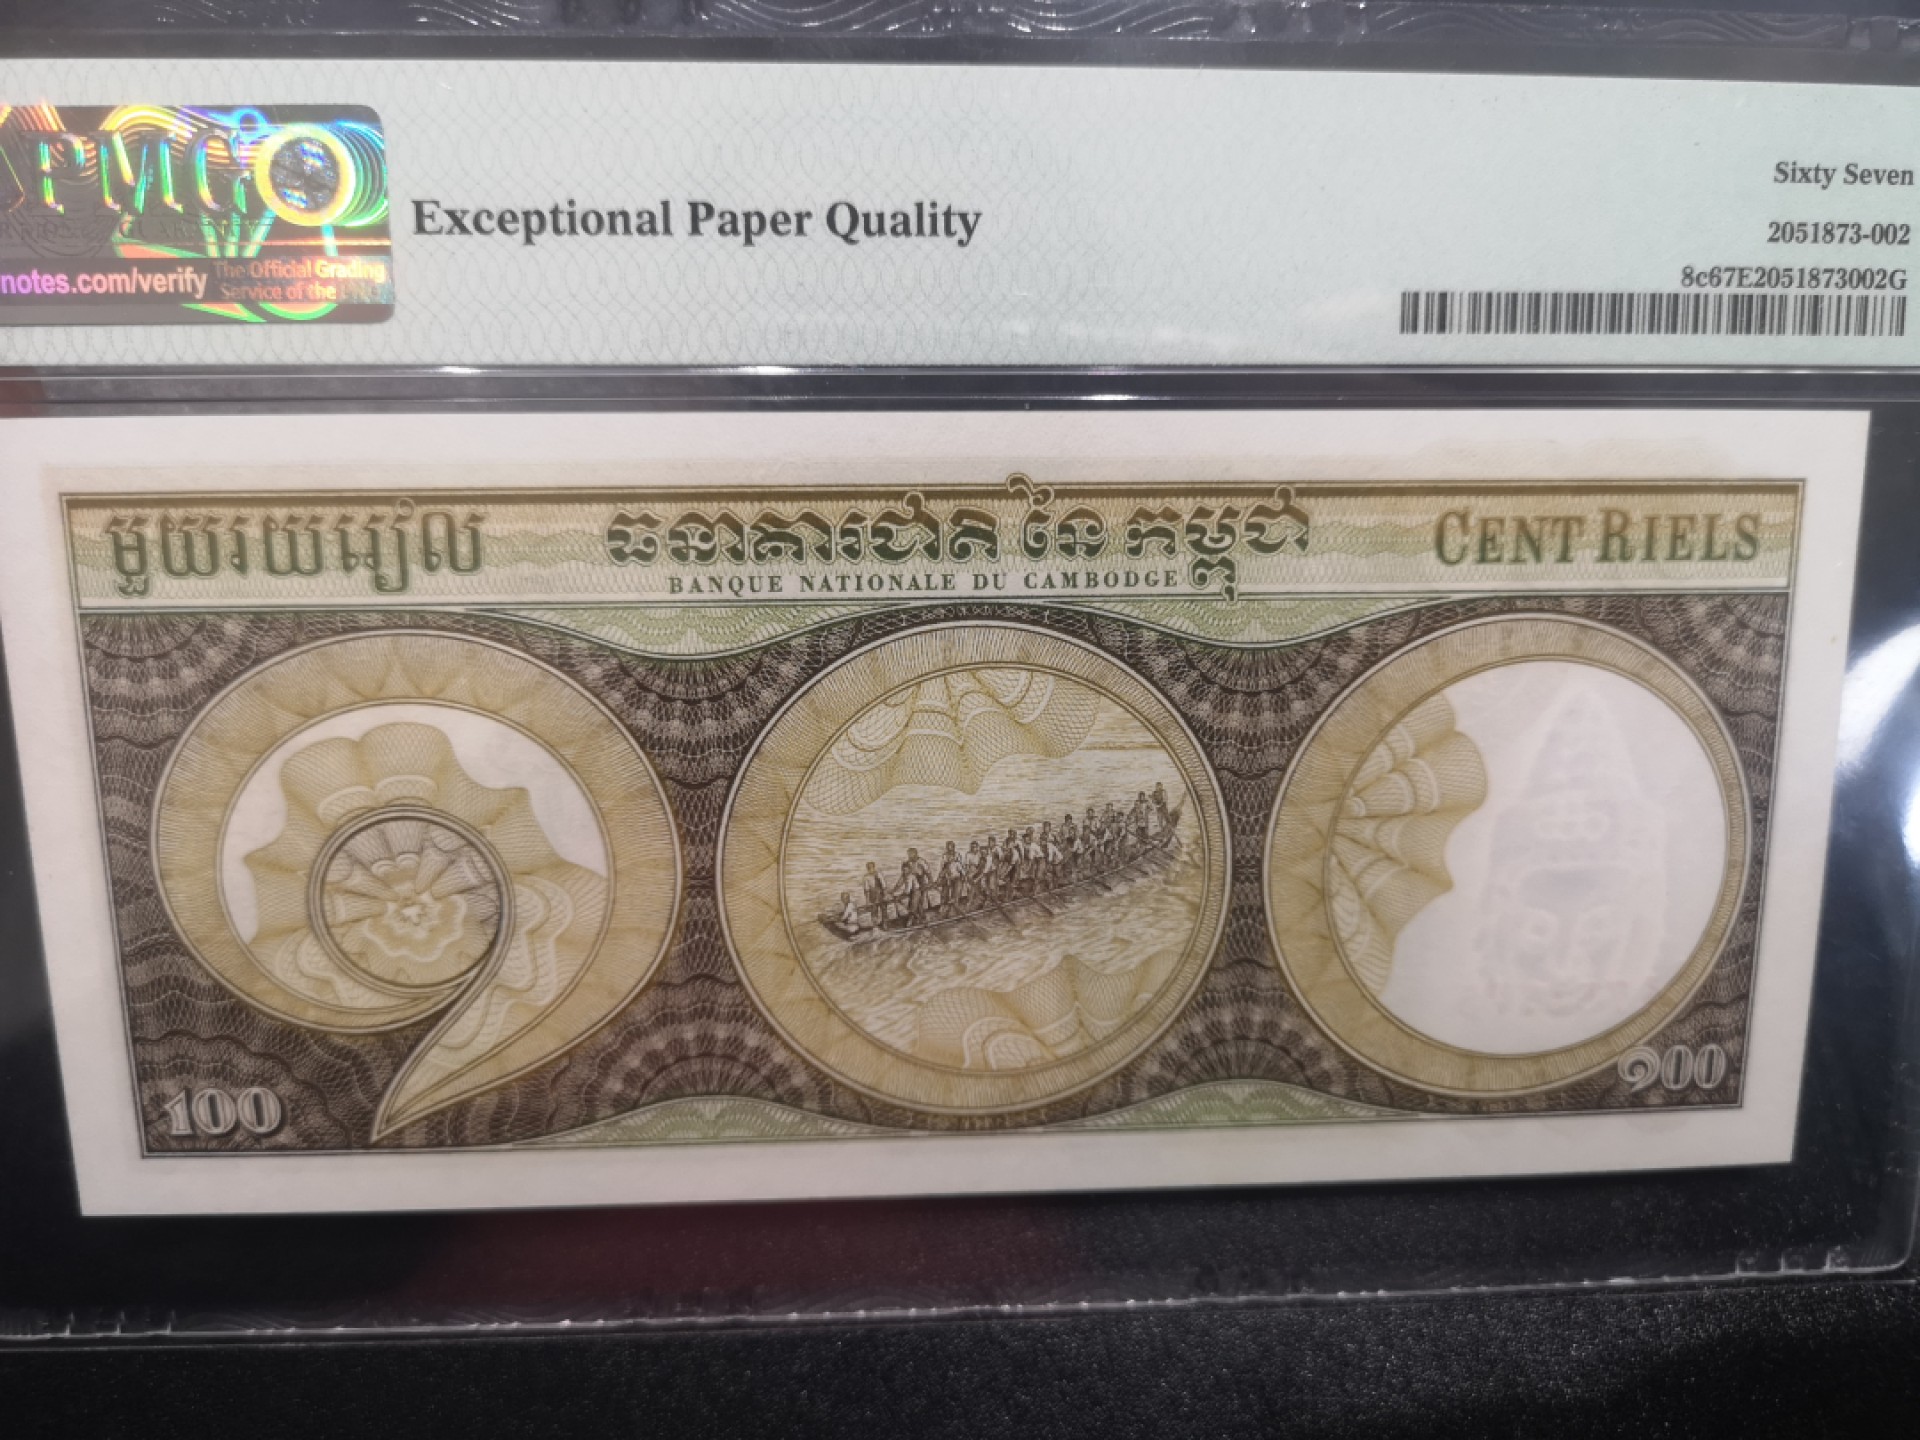 PMG
Exceptional Paper Quality
Sixty Seven
2051873-002
8c67E2051873002G
notes.com/verify
The Official Grading
Service of the
មួយរយរៀល
ធនាគារជាតិ នៃ កម្ពុជា
CENT RIELS
BANQUE NATIONALE DU CAMBODGE
100
១00